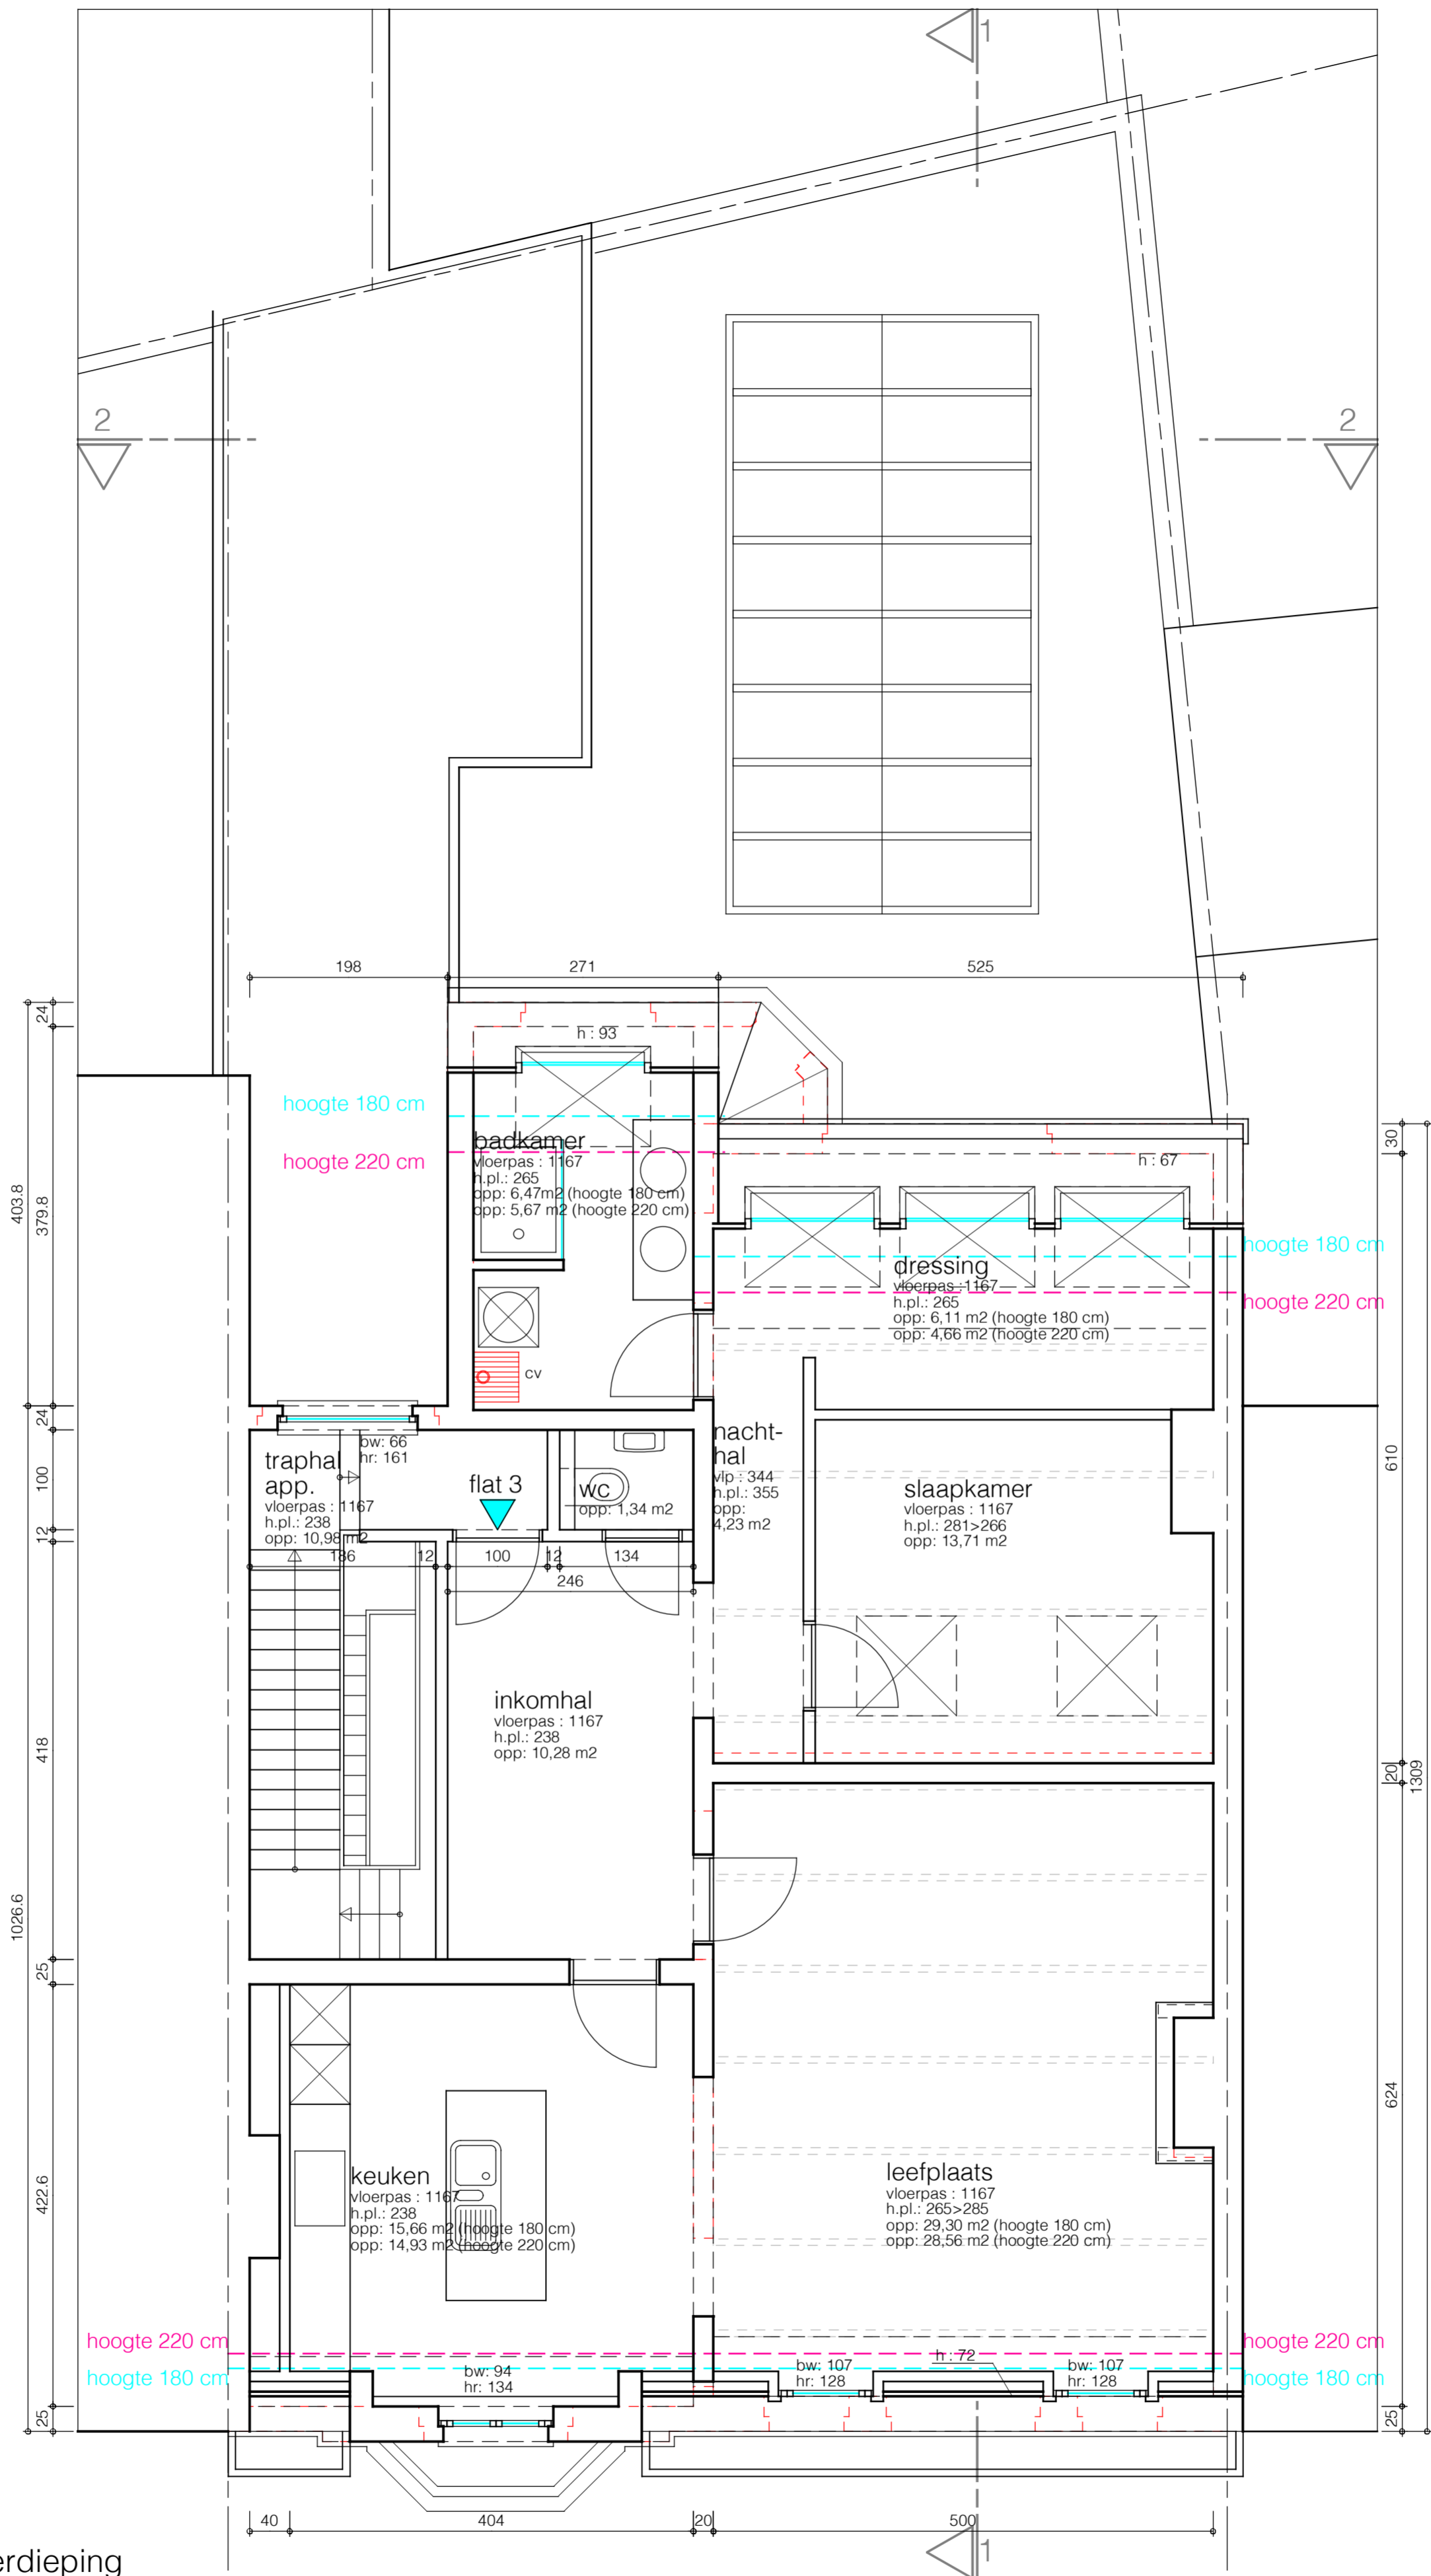 1
2
2
198
271
525
24
h : 93
hoogte 180 cm
badkamer
vloerpas : 1167
h.pl.: 265
opp: 6,47m2 (hoogte 180 cm)
opp: 5,67 m2 (hoogte 220 cm)
hoogte 220 cm
30
h : 67
403.8
379.8
hoogte 180 cm
dressing
vloerpas :1167
h.pl.: 265
opp: 6,11 m2 (hoogte 180 cm)
opp: 4,66 m2 (hoogte 220 cm)
hoogte 220 cm
cv
24
bw: 66
hr: 161
traphal
app.
vloerpas : 1167
h.pl.: 238
opp: 10,98 m2
flat 3
wc
opp: 1,34 m2
nacht-
hal
vlp : 344
h.pl.: 355
opp:
4,23 m2
slaapkamer
vloerpas : 1167
h.pl.: 281>266
opp: 13,71 m2
610
100
12
186
12
100
12
134
246
inkomhal
vloerpas : 1167
h.pl.: 238
opp: 10,28 m2
418
20
1309
1026.6
25
keuken
vloerpas : 1167
h.pl.: 238
opp: 15,66 m2 (hoogte 180 cm)
opp: 14,93 m2 (hoogte 220 cm)
leefplaats
vloerpas : 1167
h.pl.: 265>285
opp: 29,30 m2 (hoogte 180 cm)
opp: 28,56 m2 (hoogte 220 cm)
422.6
624
hoogte 220 cm
hoogte 220 cm
hoogte 180 cm
hoogte 180 cm
bw: 94
hr: 134
bw: 107
hr: 128
h : 72
bw: 107
hr: 128
25
25
40
404
20
500
1
erdieping